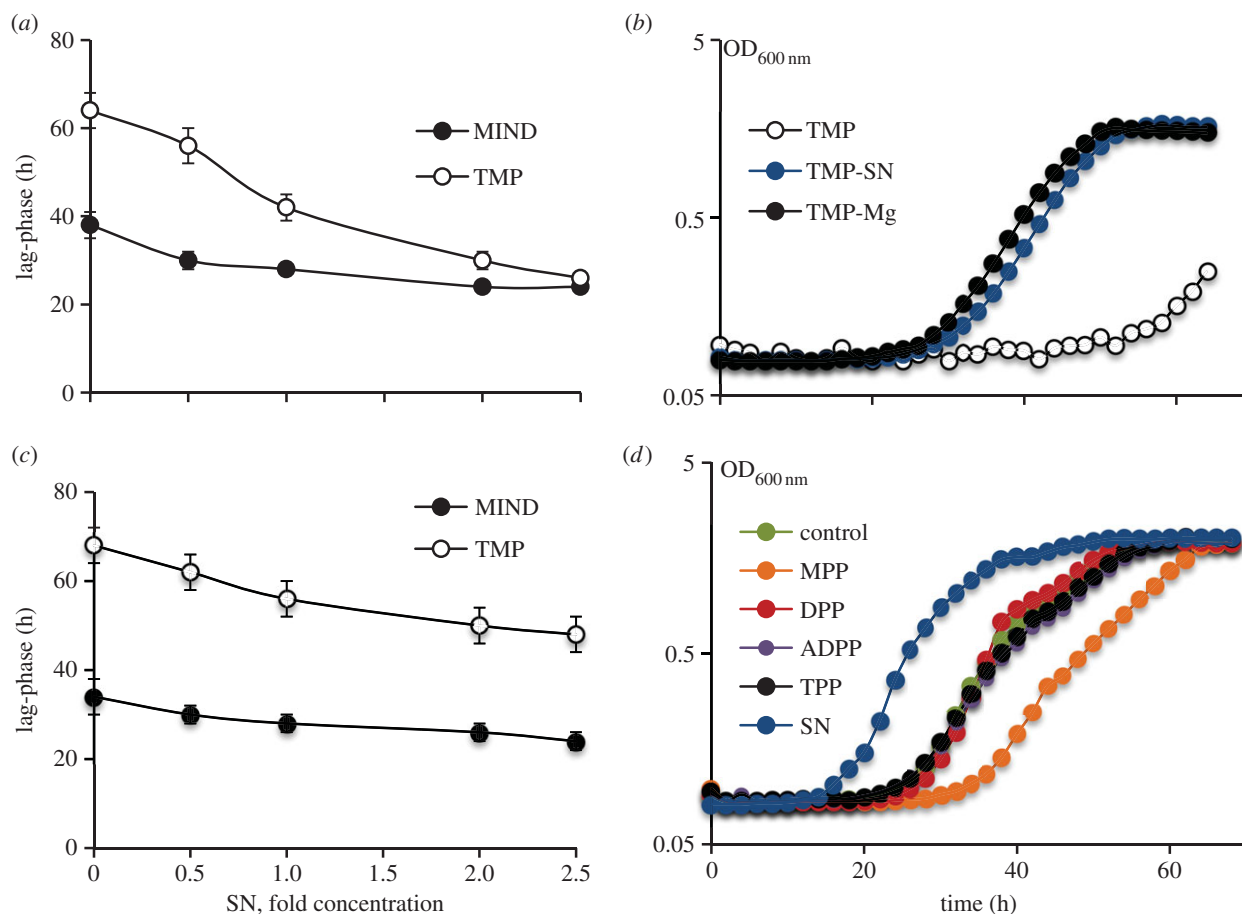 (a)
80
60
40
20
0
lag-phase (h)
MIND
TMP
(b)
5
OD600 nm
0.5
0.05
TMP
TMP-SN
TMP-Mg
(c)
80
60
40
20
0
lag-phase (h)
MIND
TMP
0 0.5 1.0 1.5 2.0 2.5
SN, fold concentration
(d)
5
OD600 nm
0.5
0.05
control
MPP
DPP
ADPP
TPP
SN
0 20 40 60
time (h)